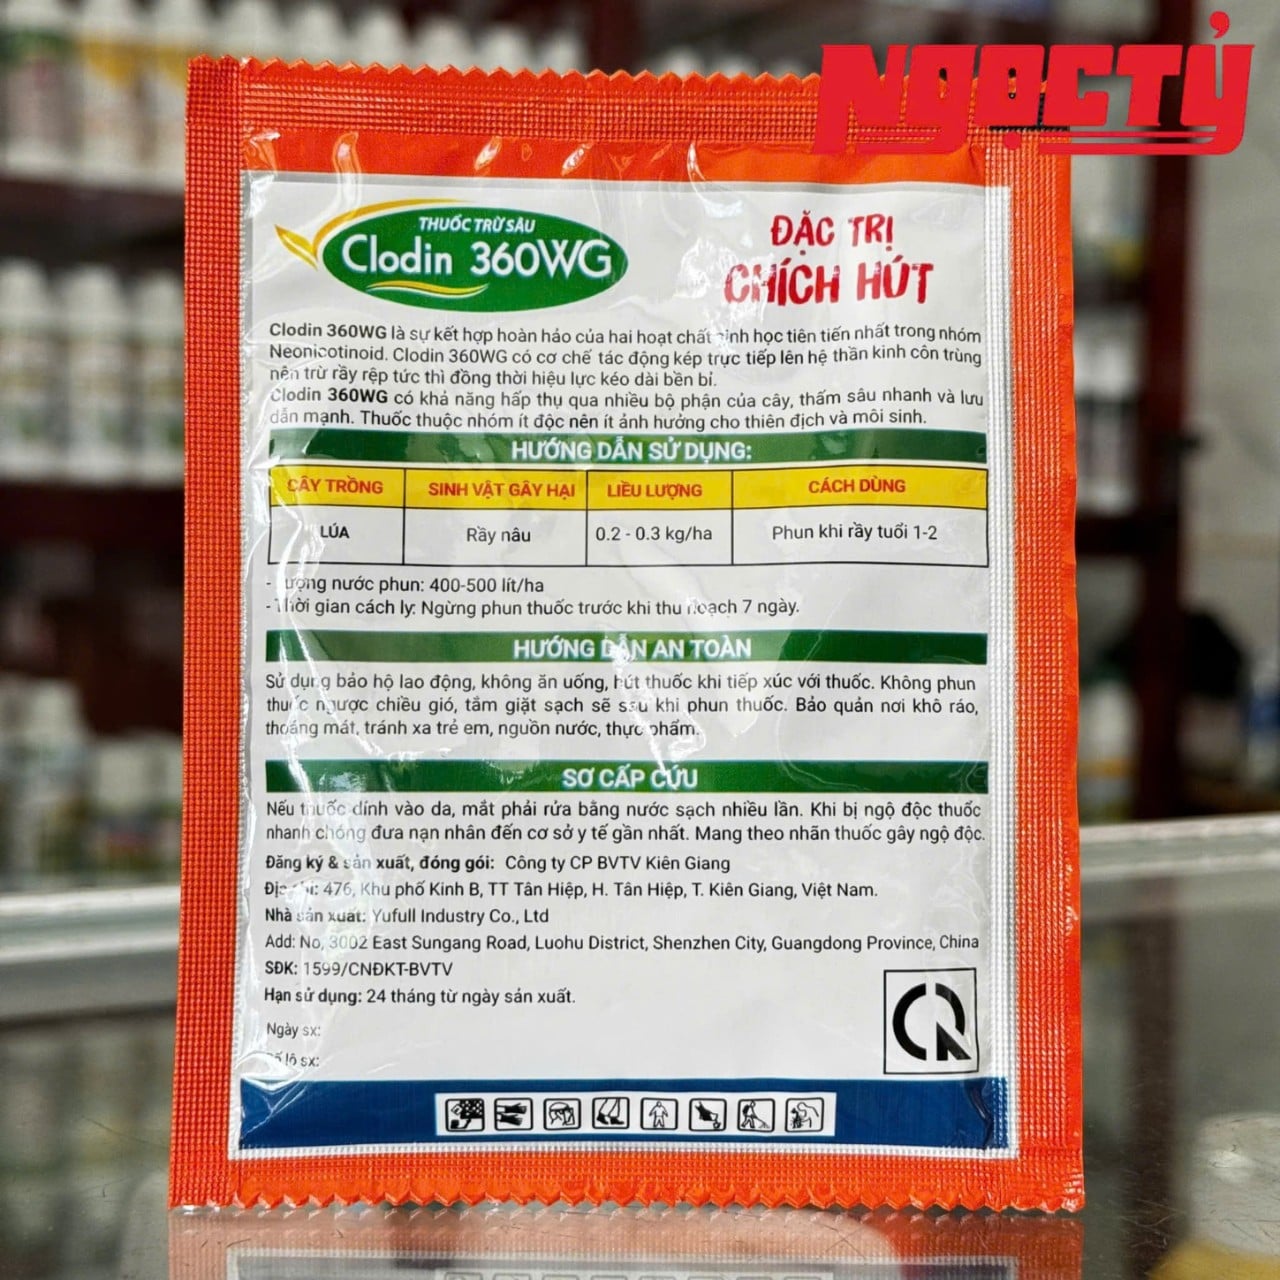 NGỌC TÝ
THUỐC TRỪ SÂU
Clodin 360WG
ĐẶC TRỊ
CHÍCH HÚT
Clodin 360WG là sự kết hợp hoàn hảo của hai hoạt chất sinh học tiên tiến nhất trong nhóm
Neonicotinoid. Clodin 360WG có cơ chế tác động kép trực tiếp lên hệ thần kinh côn trùng
nên trừ rầy rệp tức thì đồng thời hiệu lực kéo dài bền bỉ.
Clodin 360WG có khả năng hấp thụ qua nhiều bộ phận của cây, thấm sâu nhanh và lưu
dẫn mạnh. Thuốc thuộc nhóm ít độc nên ít ảnh hưởng cho thiên địch và môi sinh.
HƯỚNG DẪN SỬ DỤNG:
CÂY TRỒNG SINH VẬT GÂY HẠI LIỀU LƯỢNG CÁCH DÙNG
LÚA Rầy nâu 0.2 - 0.3 kg/ha Phun khi rầy tuổi 1-2
- Lượng nước phun: 400-500 lít/ha
- Thời gian cách ly: Ngừng phun thuốc trước khi thu hoạch 7 ngày.
HƯỚNG DẪN AN TOÀN
Sử dụng bảo hộ lao động, không ăn uống, hút thuốc khi tiếp xúc với thuốc. Không phun
thuốc ngược chiều gió, tắm giặt sạch sẽ sau khi phun thuốc. Bảo quản nơi khô ráo,
thoáng mát, tránh xa trẻ em, nguồn nước, thực phẩm.
SƠ CẤP CỨU
Nếu thuốc dính vào da, mắt phải rửa bằng nước sạch nhiều lần. Khi bị ngộ độc thuốc
nhanh chóng đưa nạn nhân đến cơ sở y tế gần nhất. Mang theo nhãn thuốc gây ngộ độc.
Đăng ký & sản xuất, đóng gói: Công ty CP BVTV Kiên Giang
Địa chỉ: 476, Khu phố Kinh B, TT Tân Hiệp, H. Tân Hiệp, T. Kiên Giang, Việt Nam.
Nhà sản xuất: Yufull Industry Co., Ltd
Add: No, 3002 East Sungang Road, Luohu District, Shenzhen City, Guangdong Province, China
SĐK: 1599/CNĐKT-BVTV
Hạn sử dụng: 24 tháng từ ngày sản xuất.
Ngày sx:
Số lô sx: